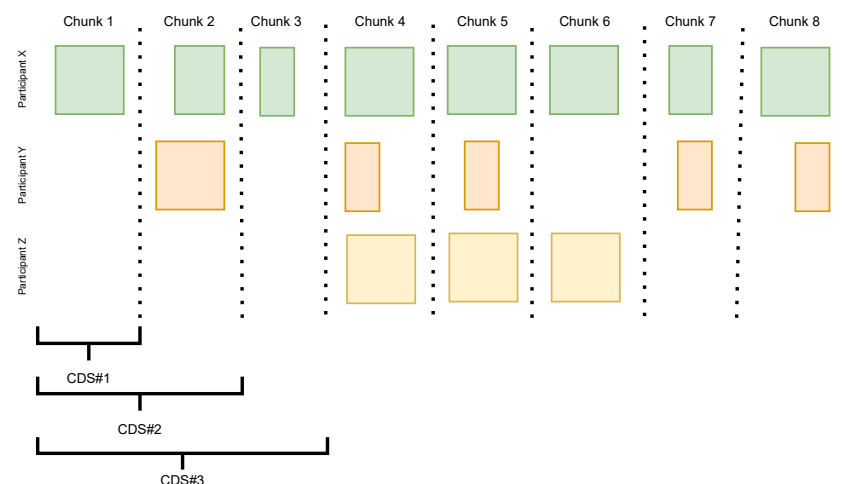 Chunk 1
Chunk 2
Chunk 3
Chunk 4
Chunk 5
Chunk 6
Chunk 7
Chunk 8
Participant X
Participant Y
Participant Z
CDS#1
CDS#2
CDS#3